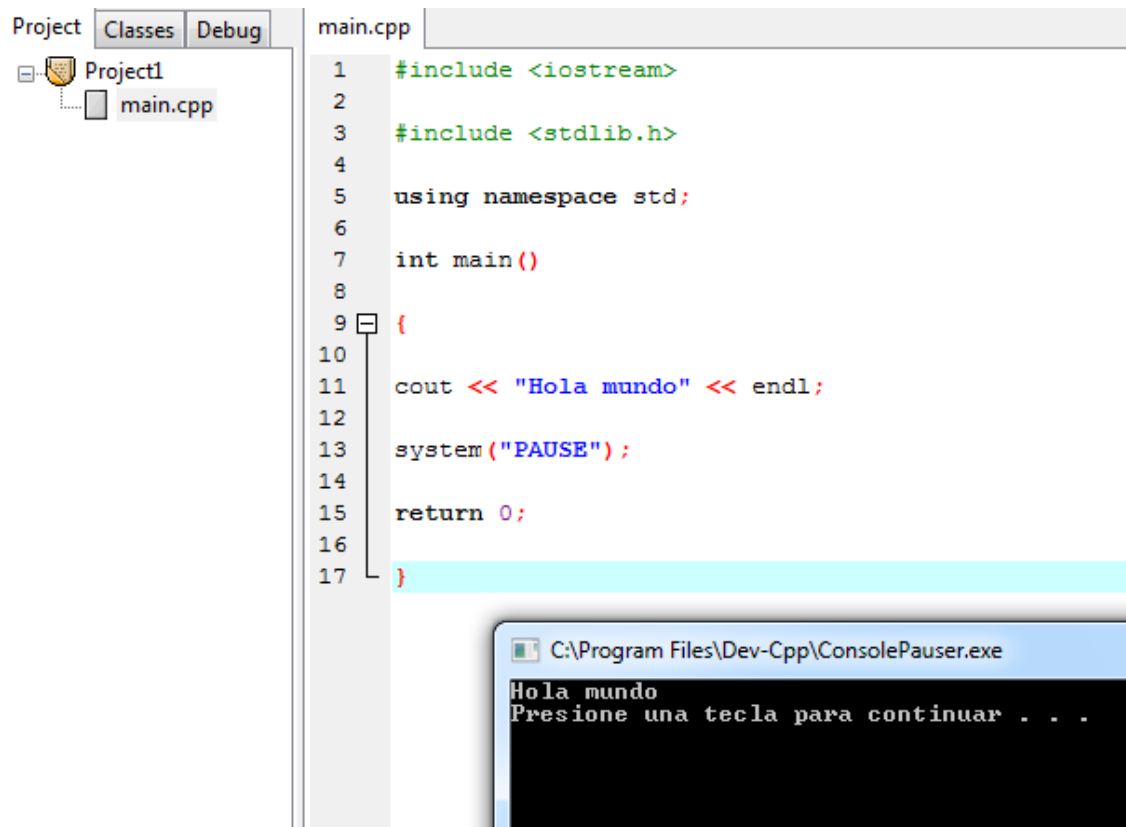 Project Classes Debug
Project1
main.cpp
main.cpp
1 #include <iostream>
2
3 #include <stdlib.h>
4
5 using namespace std;
6
7 int main()
8
9 {
10
11 cout << "Hola mundo" << endl;
12
13 system("PAUSE");
14
15 return 0;
16
17 }
C:\Program Files\Dev-Cpp\ConsolePauser.exe
Hola mundo
Presione una tecla para continuar . . .